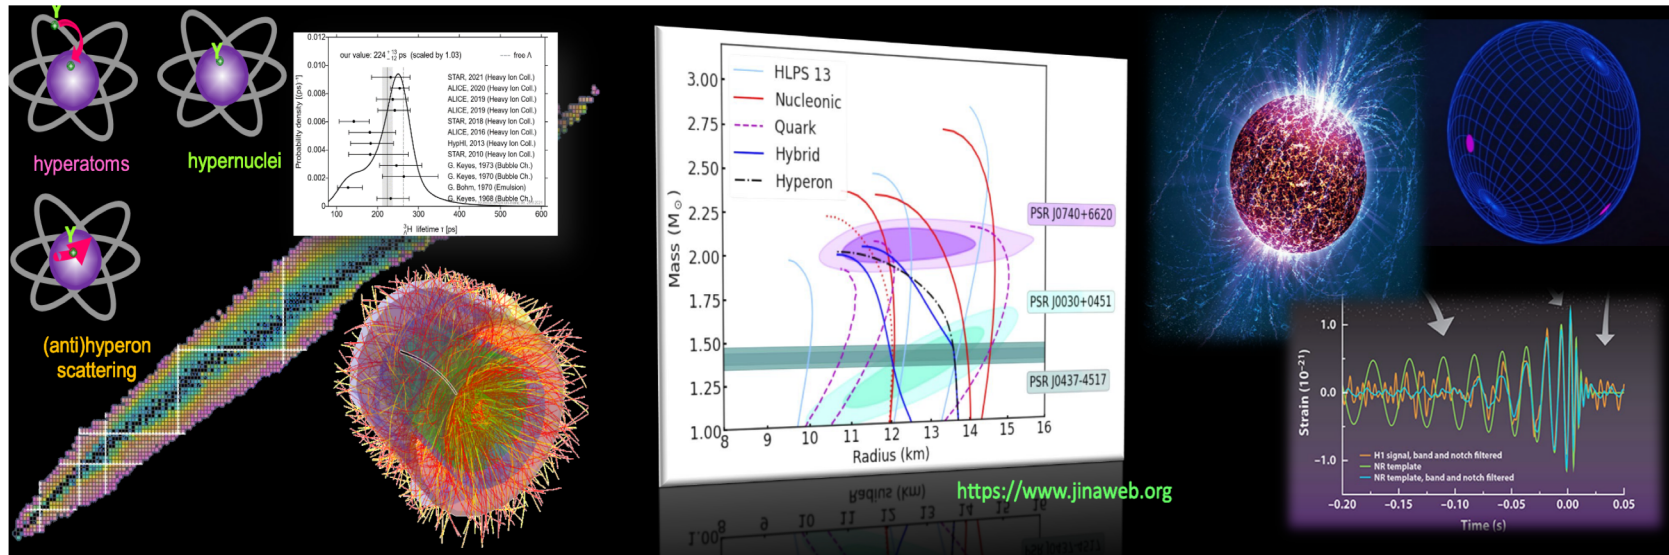 Y
hyperatoms
Y
hypernuclei
Y
(anti)hyperon
scattering
our value: 224 +13 −12 ps (scaled by 1.03)
free Λ
Probability density [(ps)⁻¹]
0.012
0.010
0.008
0.006
0.004
0.002
0
STAR, 2021 (Heavy Ion Coll.)
ALICE, 2020 (Heavy Ion Coll.)
ALICE, 2019 (Heavy Ion Coll.)
ALICE, 2019 (Heavy Ion Coll.)
STAR, 2018 (Heavy Ion Coll.)
ALICE, 2016 (Heavy Ion Coll.)
HypHI, 2013 (Heavy Ion Coll.)
STAR, 2010 (Heavy Ion Coll.)
G. Keyes, 1973 (Bubble Ch.)
G. Keyes, 1970 (Bubble Ch.)
G. Bohm, 1970 (Emulsion)
G. Keyes, 1968 (Bubble Ch.)
100 200 300 400 500 600
³ΛH lifetime τ [ps]
HLPS 13
Nucleonic
Quark
Hybrid
Hyperon
Mass (M⊙)
3.00
2.75
2.50
2.25
2.00
1.75
1.50
1.25
1.00
PSR J0740+6620
PSR J0030+0451
PSR J0437-4517
8 9 10 11 12 13 14 15 16
Radius (km)
https://www.jinaweb.org
Strain (10⁻²¹)
1.0
0.0
−1.0
H1 signal, band and notch filtered
NR template
NR template, band and notch filtered
−0.20 −0.15 −0.10 −0.05 0.00 0.05
Time (s)